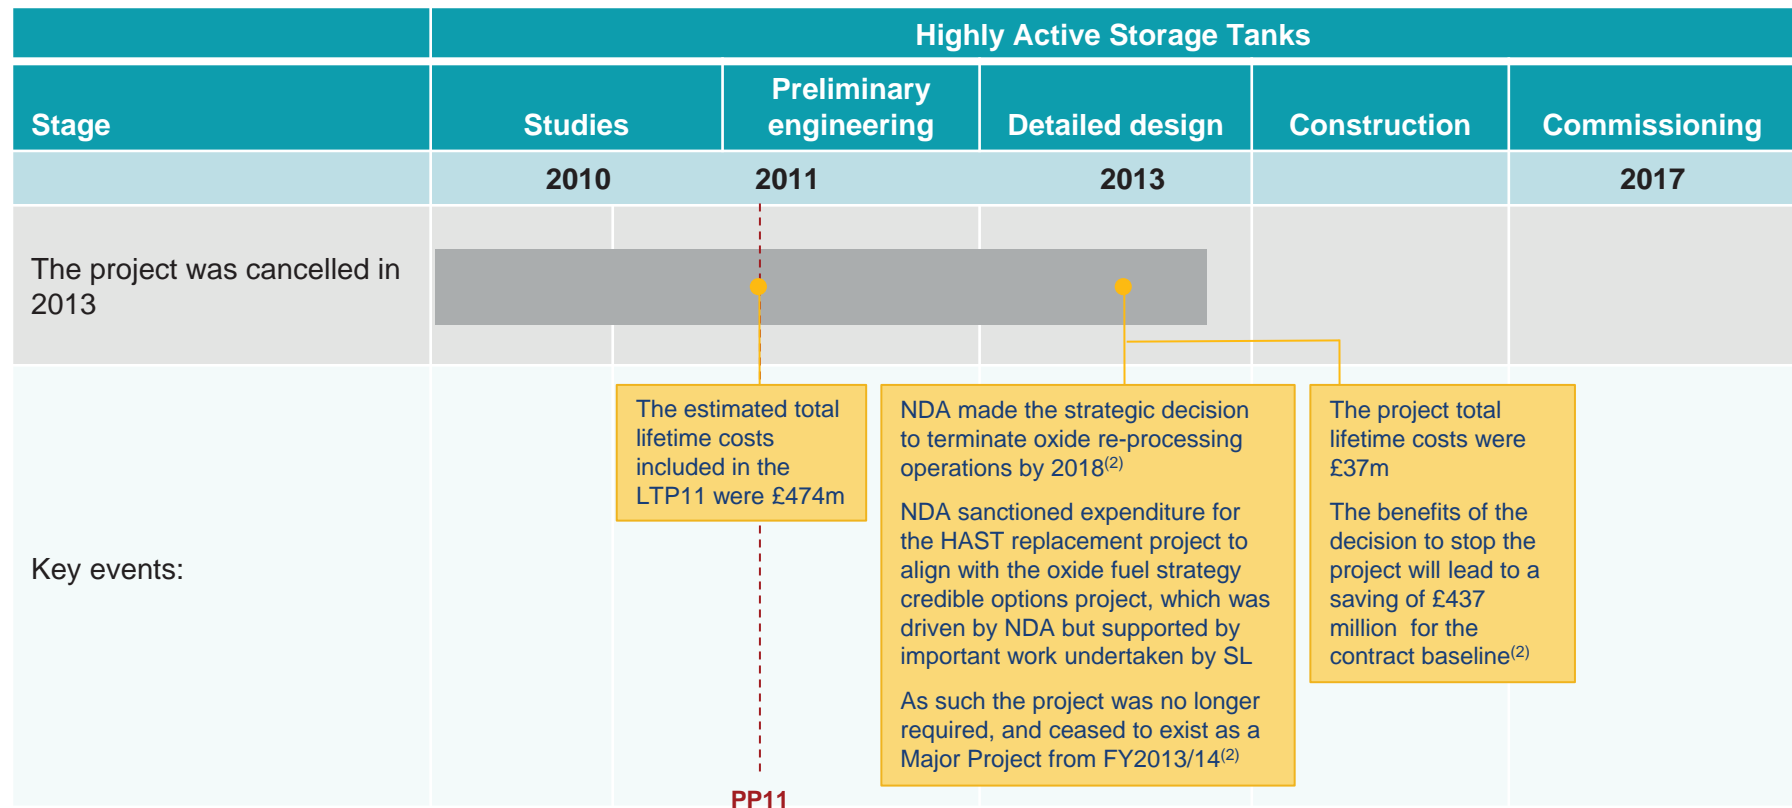 Highly Active Storage Tanks
Stage
Studies
Preliminary
engineering
Detailed design
Construction
Commissioning
2010
2011
2013
2017
The project was cancelled in
2013
Key events:
The estimated total
lifetime costs
included in the
LTP11 were £474m
NDA made the strategic decision
to terminate oxide re-processing
operations by 2018(2)
NDA sanctioned expenditure for
the HAST replacement project to
align with the oxide fuel strategy
credible options project, which was
driven by NDA but supported by
important work undertaken by SL
As such the project was no longer
required, and ceased to exist as a
Major Project from FY2013/14(2)
The project total
lifetime costs were
£37m
The benefits of the
decision to stop the
project will lead to a
saving of £437
million  for the
contract baseline(2)
PP11